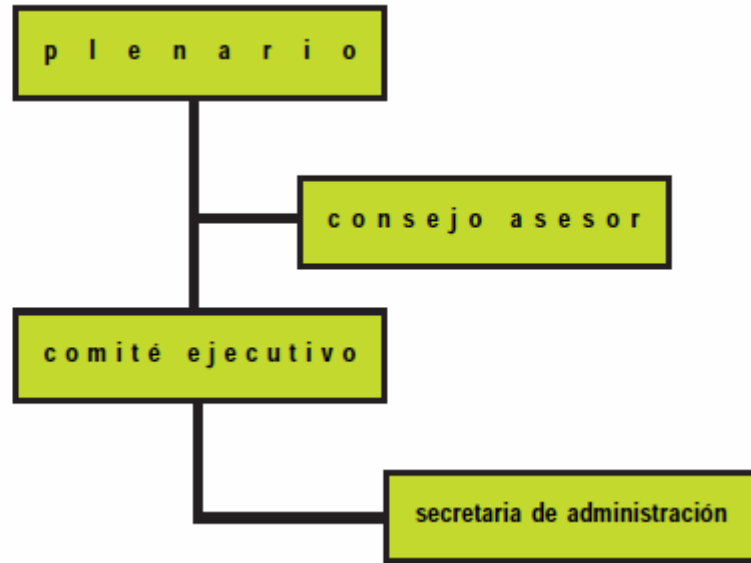 plenario
consejo asesor
comité ejecutivo
secretaria de administración